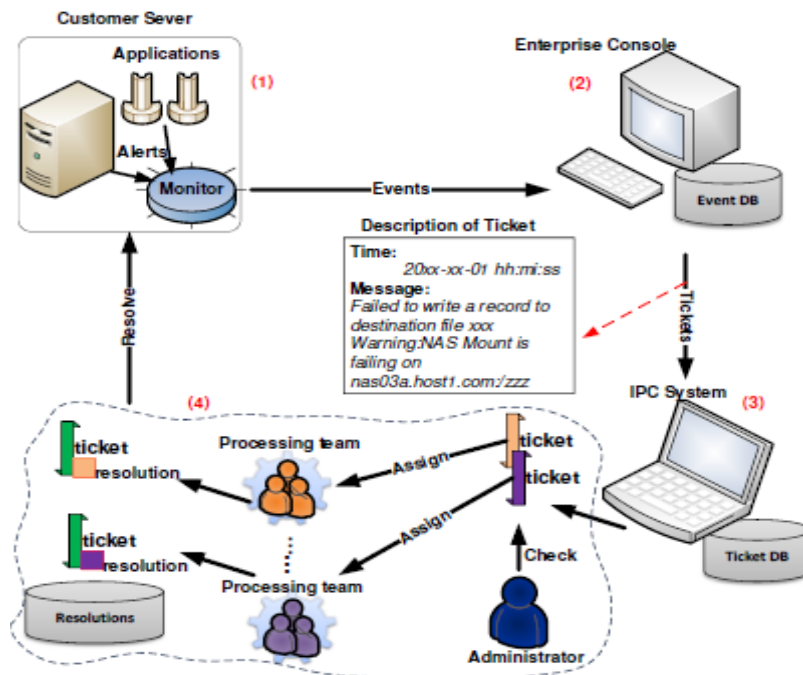 Customer Sever
Applications
(1)
Alerts
Monitor
Events
Enterprise Console
(2)
Event DB
Description of Ticket
Time:
20xx-xx-01 hh:mi:ss
Message:
Failed to write a record to
destination file xxx
Warning:NAS Mount is
failing on
nas03a.host1.com:/zzz
Tickets
Resolve
IPC System
(3)
Ticket DB
(4)
ticket
resolution
Processing team
Assign
ticket
ticket
Assign
ticket
resolution
Processing team
Check
Resolutions
Administrator